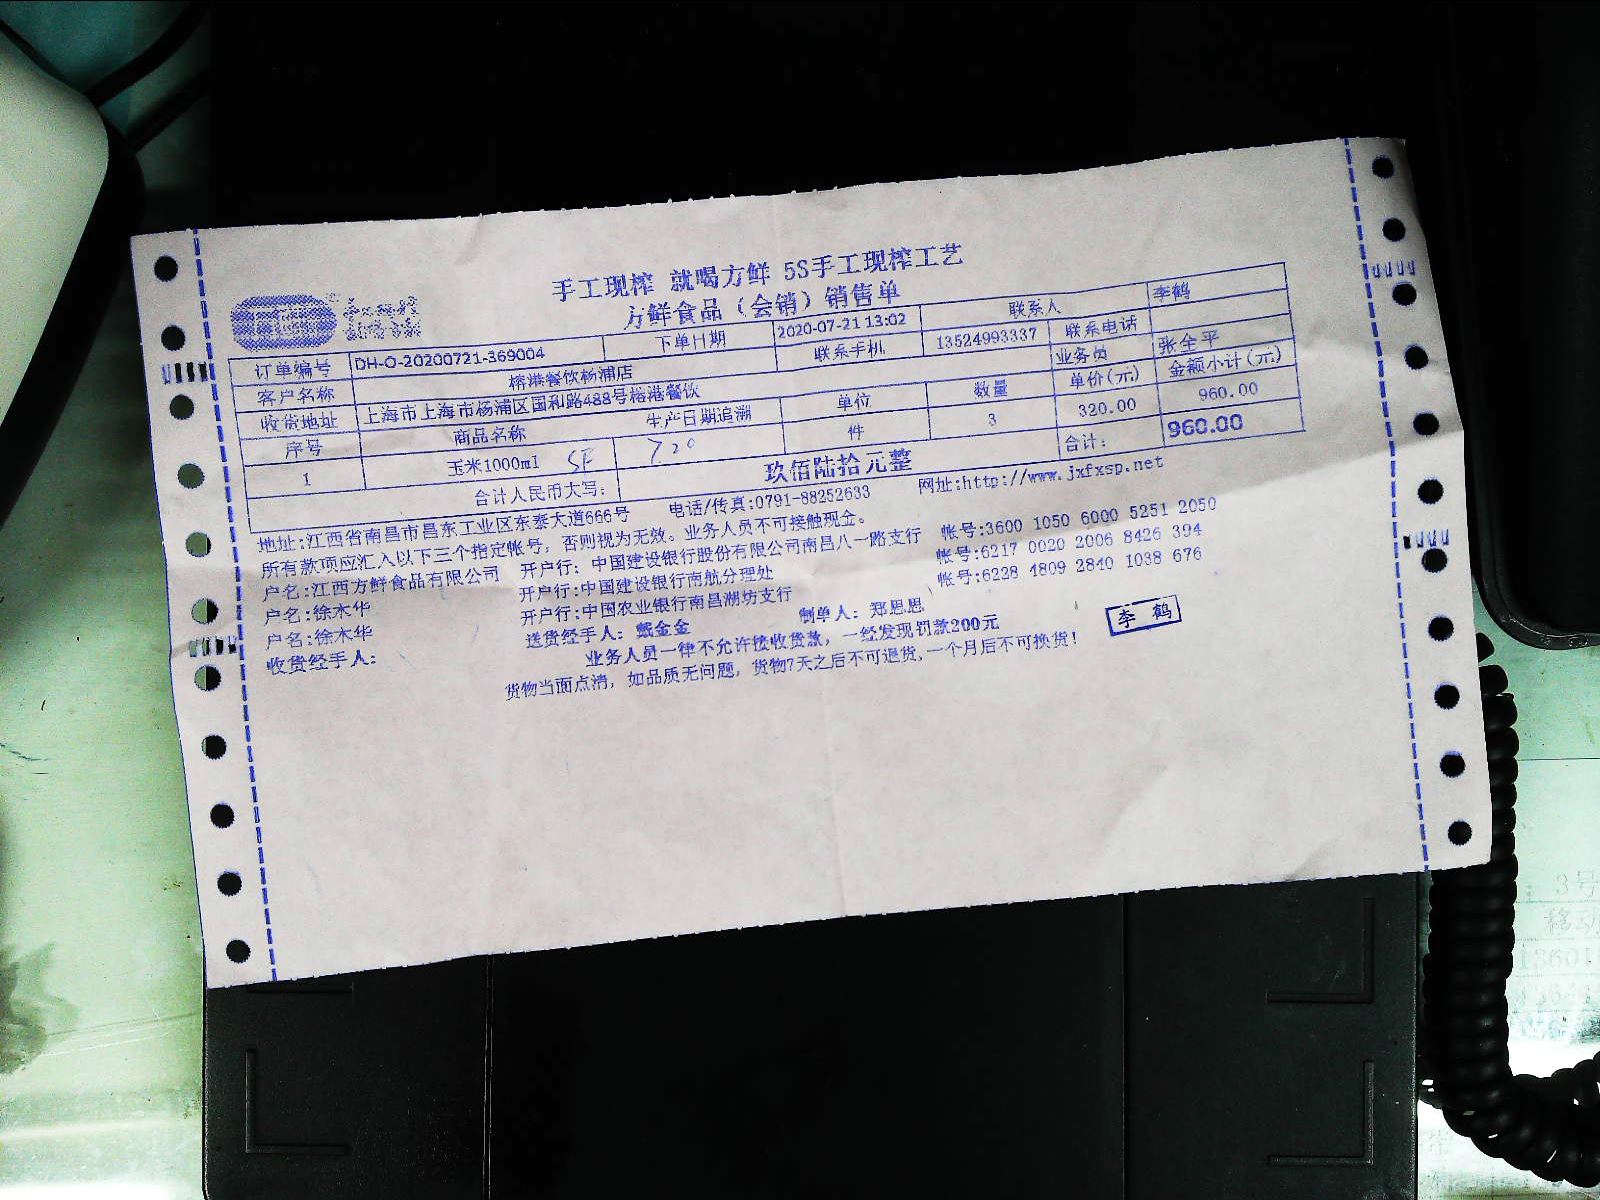 手工现榨 就喝方鲜 5S手工现榨工艺
方鲜食品（会销）销售单
订单编号 DH-O-20200721-369004 下单日期 2020-07-21 13:02 联系人 李鹤
客户名称 榕港餐饮杨浦店 联系手机 13524993337 联系电话
收货地址 上海市上海市杨浦区国和路488号榕港餐饮 业务员 张全平
序号 商品名称 生产日期追溯 单位 数量 单价(元) 金额小计(元)
1 玉米1000ml SF 7.20 件 3 320.00 960.00
合计人民币大写: 玖佰陆拾元整 合计: 960.00
地址:江西省南昌市昌东工业区东泰大道666号 电话/传真:0791-88252633 网址:http://www.jxfxsp.net
所有款项应汇入以下三个指定帐号, 否则视为无效。业务人员不可接触现金。
户名:江西方鲜食品有限公司 开户行: 中国建设银行股份有限公司南昌八一路支行 帐号:3600 1050 6000 5251 2050
户名:徐木华 开户行:中国建设银行南航分理处 帐号:6217 0020 2006 8426 394
户名:徐木华 开户行:中国农业银行南昌湖坊支行 帐号:6228 4809 2840 1038 676
收货经手人: 送货经手人: 戴金金 制单人: 郑恩恩 李鹤
业务人员一律不允许接收货款, 一经发现罚款200元
货物当面点清, 如品质无问题, 货物7天之后不可退货,一个月后不可换货!